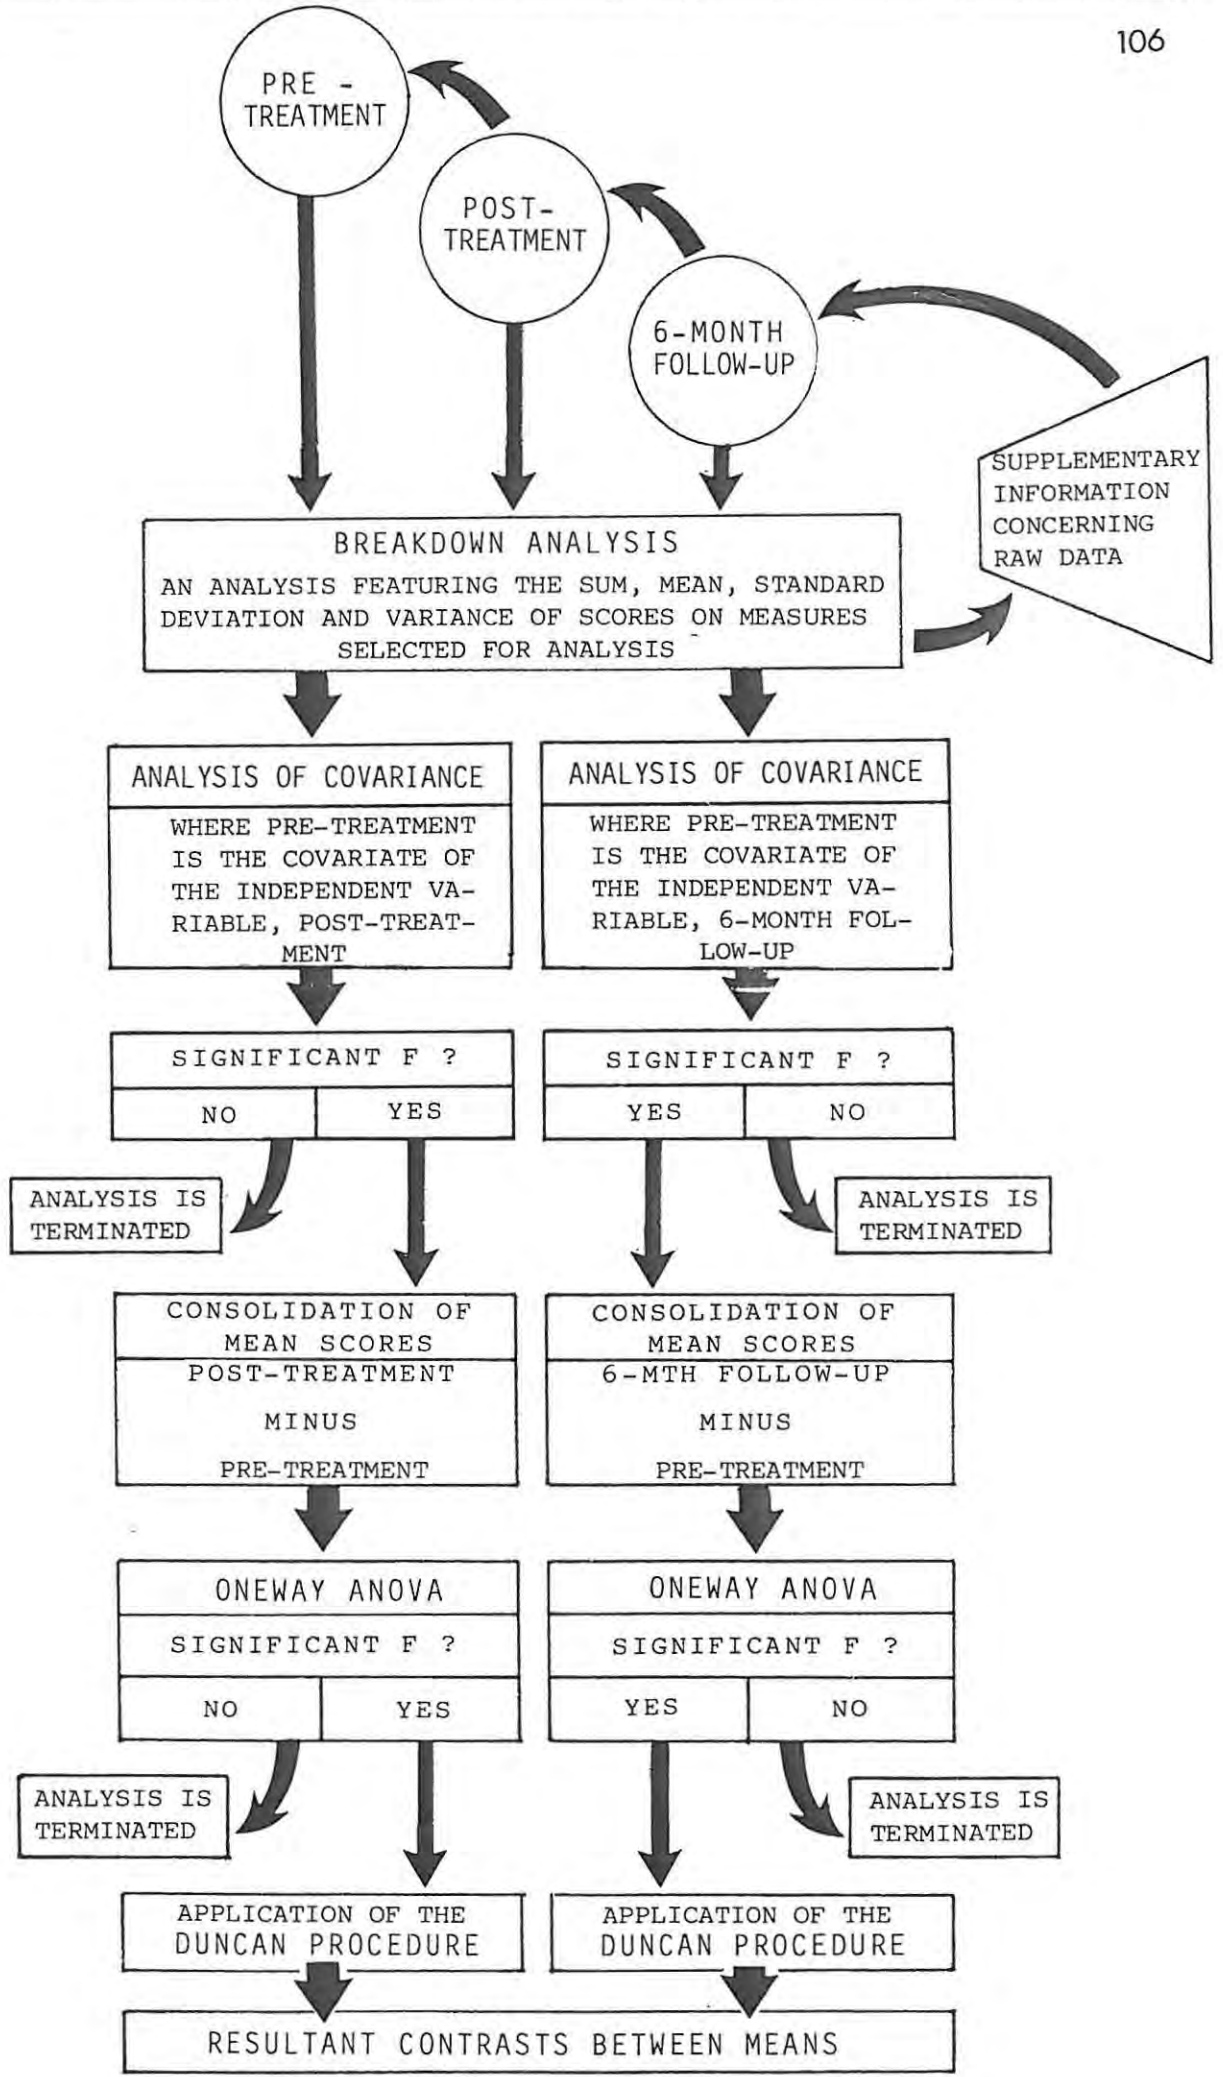 106
PRE -
TREATMENT
POST-
TREATMENT
6-MONTH
FOLLOW-UP
SUPPLEMENTARY
INFORMATION
CONCERNING
RAW DATA
BREAKDOWN ANALYSIS
AN ANALYSIS FEATURING THE SUM, MEAN, STANDARD
DEVIATION AND VARIANCE OF SCORES ON MEASURES
SELECTED FOR ANALYSIS
ANALYSIS OF COVARIANCE
WHERE PRE-TREATMENT
IS THE COVARIATE OF
THE INDEPENDENT VA-
RIABLE, POST-TREAT-
MENT
ANALYSIS OF COVARIANCE
WHERE PRE-TREATMENT
IS THE COVARIATE OF
THE INDEPENDENT VA-
RIABLE, 6-MONTH FOL-
LOW-UP
SIGNIFICANT F ?
NO
YES
SIGNIFICANT F ?
YES
NO
ANALYSIS IS
TERMINATED
ANALYSIS IS
TERMINATED
CONSOLIDATION OF
MEAN SCORES
POST-TREATMENT
MINUS
PRE-TREATMENT
CONSOLIDATION OF
MEAN SCORES
6-MTH FOLLOW-UP
MINUS
PRE-TREATMENT
ONEWAY ANOVA
SIGNIFICANT F ?
NO
YES
ONEWAY ANOVA
SIGNIFICANT F ?
YES
NO
ANALYSIS IS
TERMINATED
ANALYSIS IS
TERMINATED
APPLICATION OF THE
DUNCAN PROCEDURE
APPLICATION OF THE
DUNCAN PROCEDURE
RESULTANT CONTRASTS BETWEEN MEANS